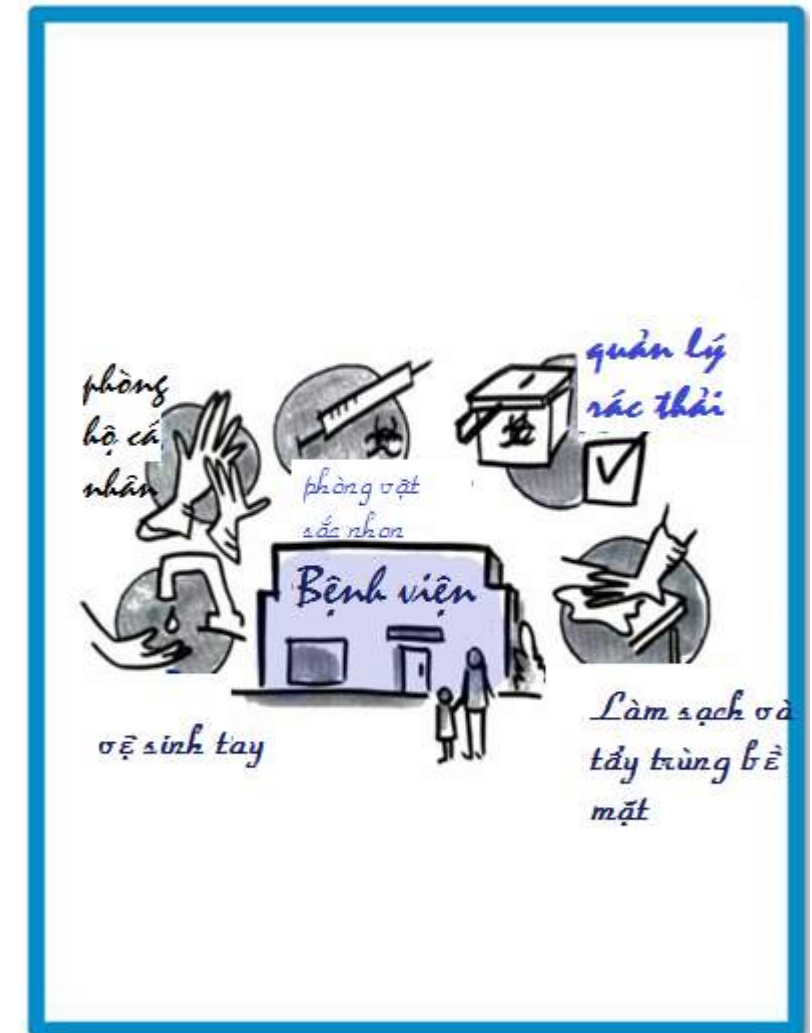 phòng
hộ cá
nhân
phòng vật
sắc nhọn
quản lý
rác thải
Bệnh viện
vệ sinh tay
Làm sạch và
tẩy trùng bề
mặt